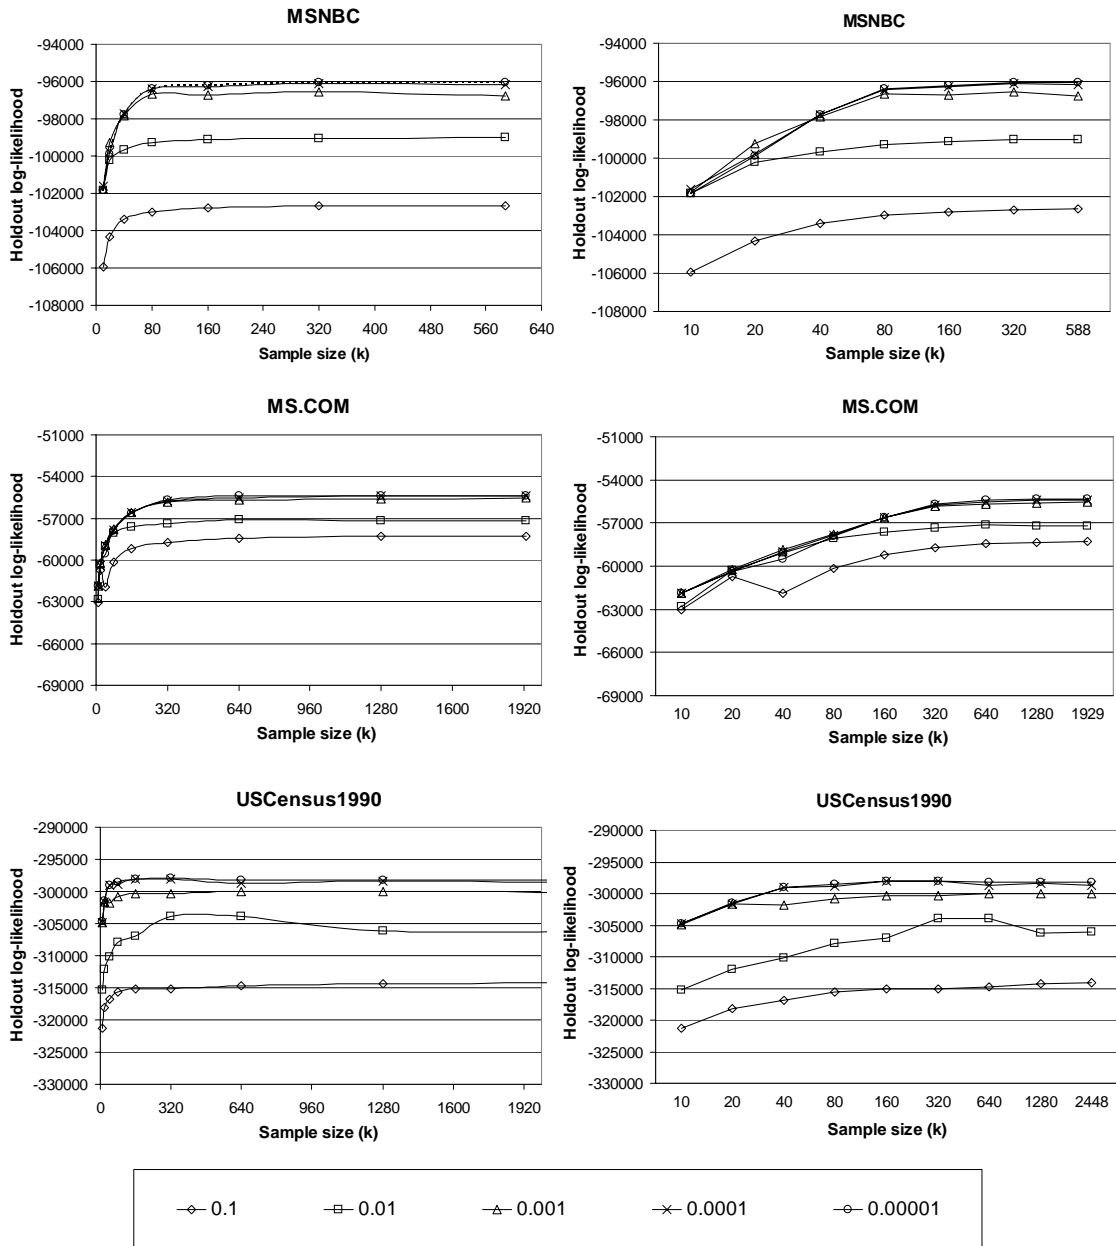 MSNBC
Holdout log-likelihood
-94000
-96000
-98000
-100000
-102000
-104000
-106000
-108000
0 80 160 240 320 400 480 560 640
Sample size (k)
MSNBC
Holdout log-likelihood
-94000
-96000
-98000
-100000
-102000
-104000
-106000
-108000
10 20 40 80 160 320 588
Sample size (k)
MS.COM
Holdout log-likelihood
-51000
-54000
-57000
-60000
-63000
-66000
-69000
0 320 640 960 1280 1600 1920
Sample size (k)
MS.COM
Holdout log-likelihood
-51000
-54000
-57000
-60000
-63000
-66000
-69000
10 20 40 80 160 320 640 1280 1929
Sample size (k)
USCensus1990
Holdout log-likelihood
-290000
-295000
-300000
-305000
-310000
-315000
-320000
-325000
-330000
0 320 640 960 1280 1600 1920
Sample size (k)
USCensus1990
Holdout log-likelihood
-290000
-295000
-300000
-305000
-310000
-315000
-320000
-325000
-330000
10 20 40 80 160 320 640 1280 2448
Sample size (k)
0.1 0.01 0.001 0.0001 0.00001